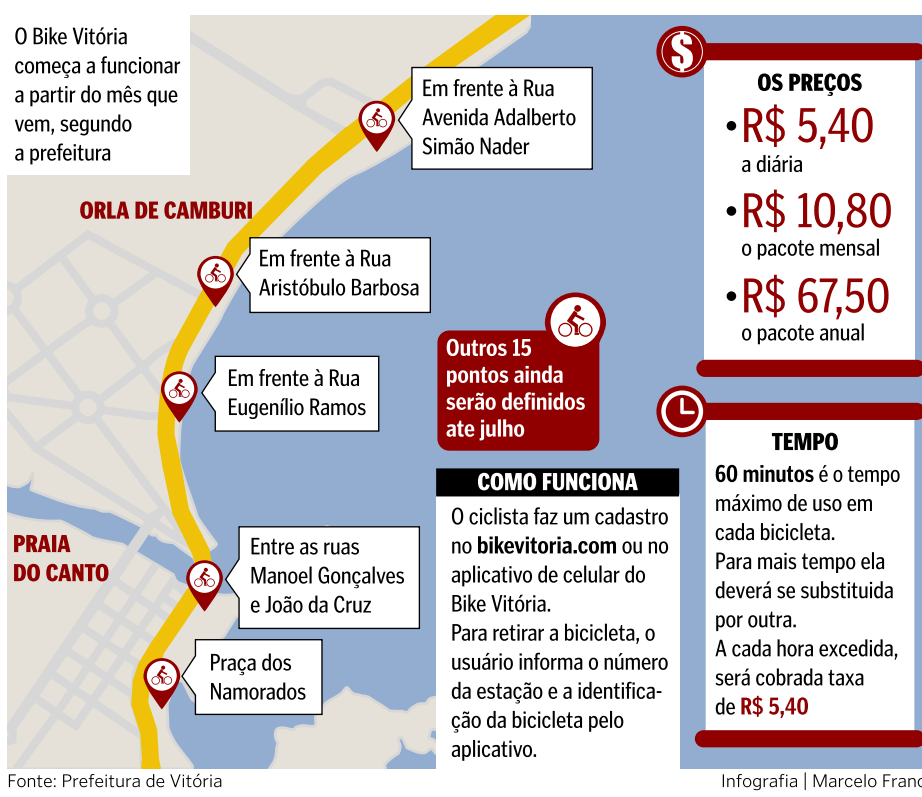 O Bike Vitória
começa a funcionar
a partir do mês que
vem, segundo
a prefeitura
Em frente à Rua
Avenida Adalberto
Simão Nader
ORLA DE CAMBURI
Em frente à Rua
Aristóbulo Barbosa
Em frente à Rua
Eugenílio Ramos
PRAIA
DO CANTO
Entre as ruas
Manoel Gonçalves
e João da Cruz
Praça dos
Namorados
Outros 15
pontos ainda
serão definidos
ate julho
COMO FUNCIONA
O ciclista faz um cadastro
no bikevitoria.com ou no
aplicativo de celular do
Bike Vitória.
Para retirar a bicicleta, o
usuário informa o número
da estação e a identifica-
ção da bicicleta pelo
aplicativo.
$
OS PREÇOS
• R$ 5,40
a diária
• R$ 10,80
o pacote mensal
• R$ 67,50
o pacote anual
TEMPO
60 minutos é o tempo
máximo de uso em
cada bicicleta.
Para mais tempo ela
deverá se substituida
por outra.
A cada hora excedida,
será cobrada taxa
de R$ 5,40
Fonte: Prefeitura de Vitória
Infografia | Marcelo Franc